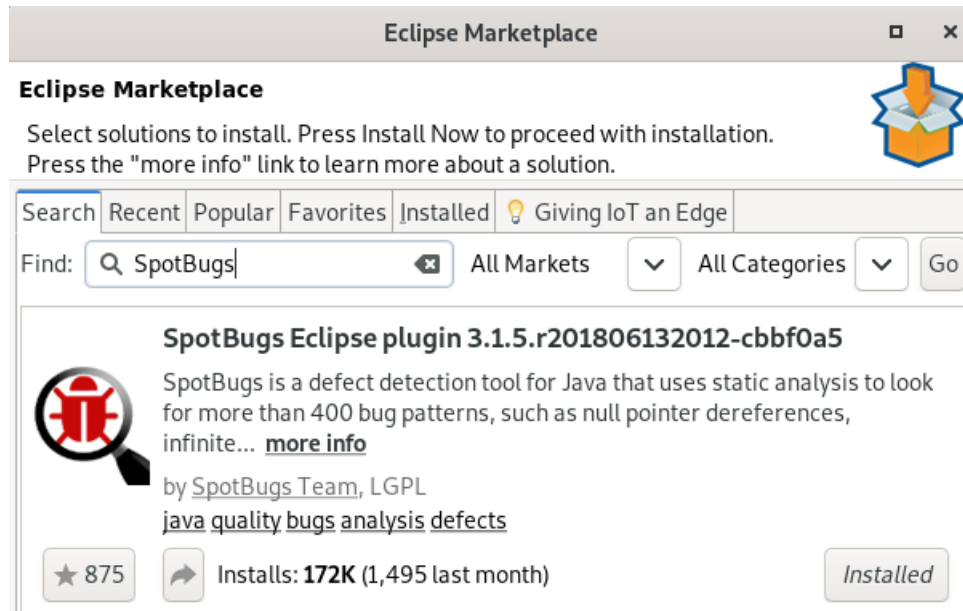 Eclipse Marketplace
Eclipse Marketplace
Select solutions to install. Press Install Now to proceed with installation.
Press the "more info" link to learn more about a solution.
Search Recent Popular Favorites Installed Giving IoT an Edge
Find: SpotBugs All Markets All Categories Go
SpotBugs Eclipse plugin 3.1.5.r201806132012-cbbf0a5
SpotBugs is a defect detection tool for Java that uses static analysis to look
for more than 400 bug patterns, such as null pointer dereferences,
infinite... more info
by SpotBugs Team, LGPL
java quality bugs analysis defects
875 Installs: 172K (1,495 last month) Installed